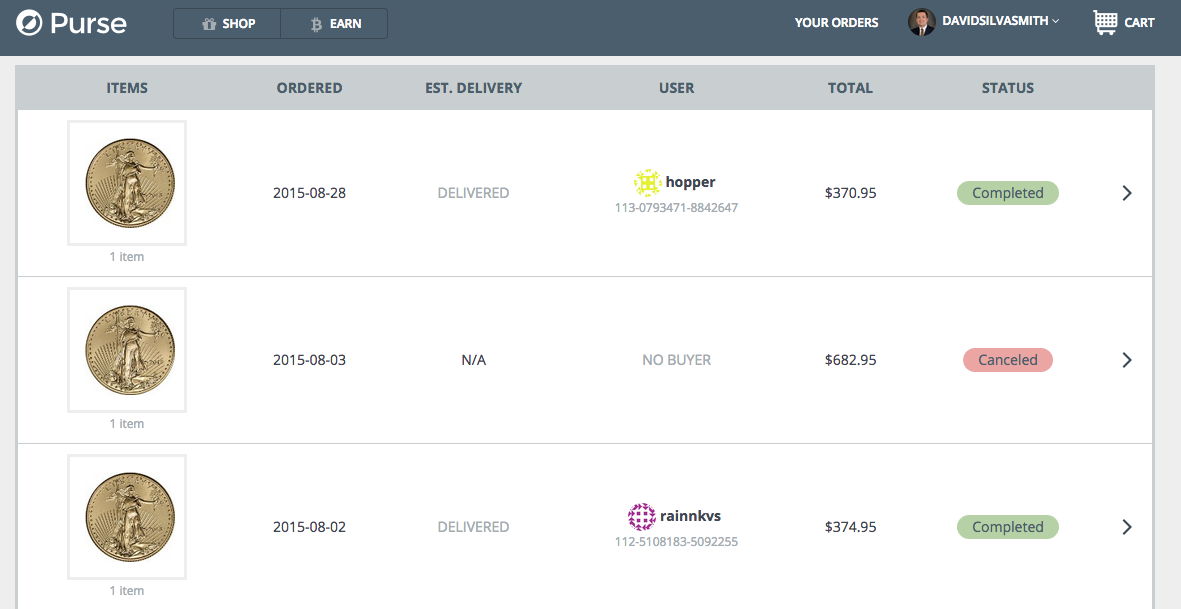 Purse
SHOP
EARN
YOUR ORDERS
DAVIDSILVASMITH
CART
ITEMS ORDERED EST. DELIVERY USER TOTAL STATUS
hopper
2015-08-28 DELIVERED $370.95 Completed
113-0793471-8842647
1 item
2015-08-03 N/A NO BUYER $682.95 Canceled
1 item
rainnkvs
2015-08-02 DELIVERED $374.95 Completed
112-5108183-5092255
1 item